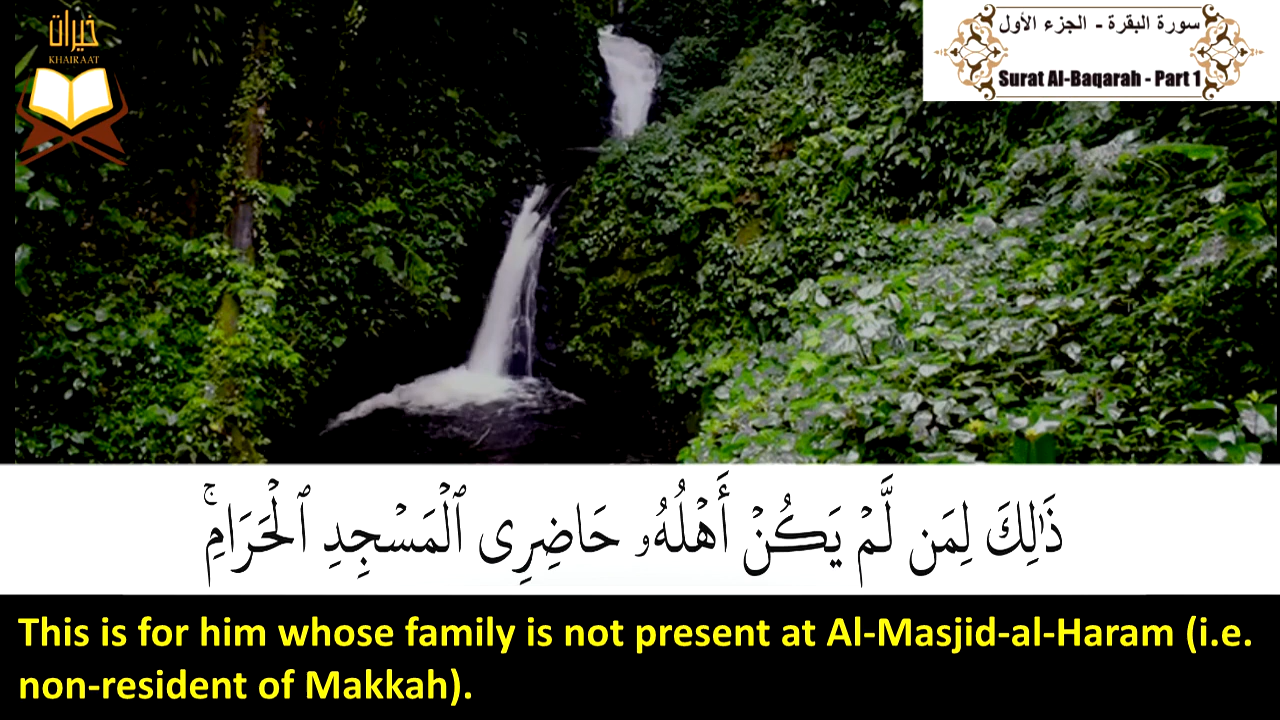 خيرات
KHAIRAAT
سورة البقرة - الجزء الأول
Surat Al-Baqarah - Part 1
ذَٰلِكَ لِمَن لَّمْ يَكُنْ أَهْلُهُۥ حَاضِرِى ٱلْمَسْجِدِ ٱلْحَرَامِ ۚ
This is for him whose family is not present at Al-Masjid-al-Haram (i.e.
non-resident of Makkah).